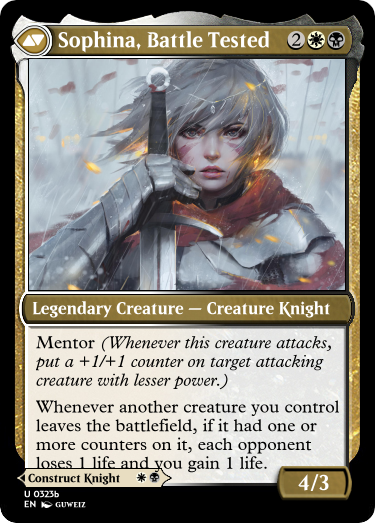 Sophina, Battle Tested 2
Legendary Creature — Creature Knight
Mentor (Whenever this creature attacks,
put a +1/+1 counter on target attacking
creature with lesser power.)
Whenever another creature you control
leaves the battlefield, if it had one or
more counters on it, each opponent
loses 1 life and you gain 1 life.
Construct Knight
4/3
U 0323b
EN GUWEIZ